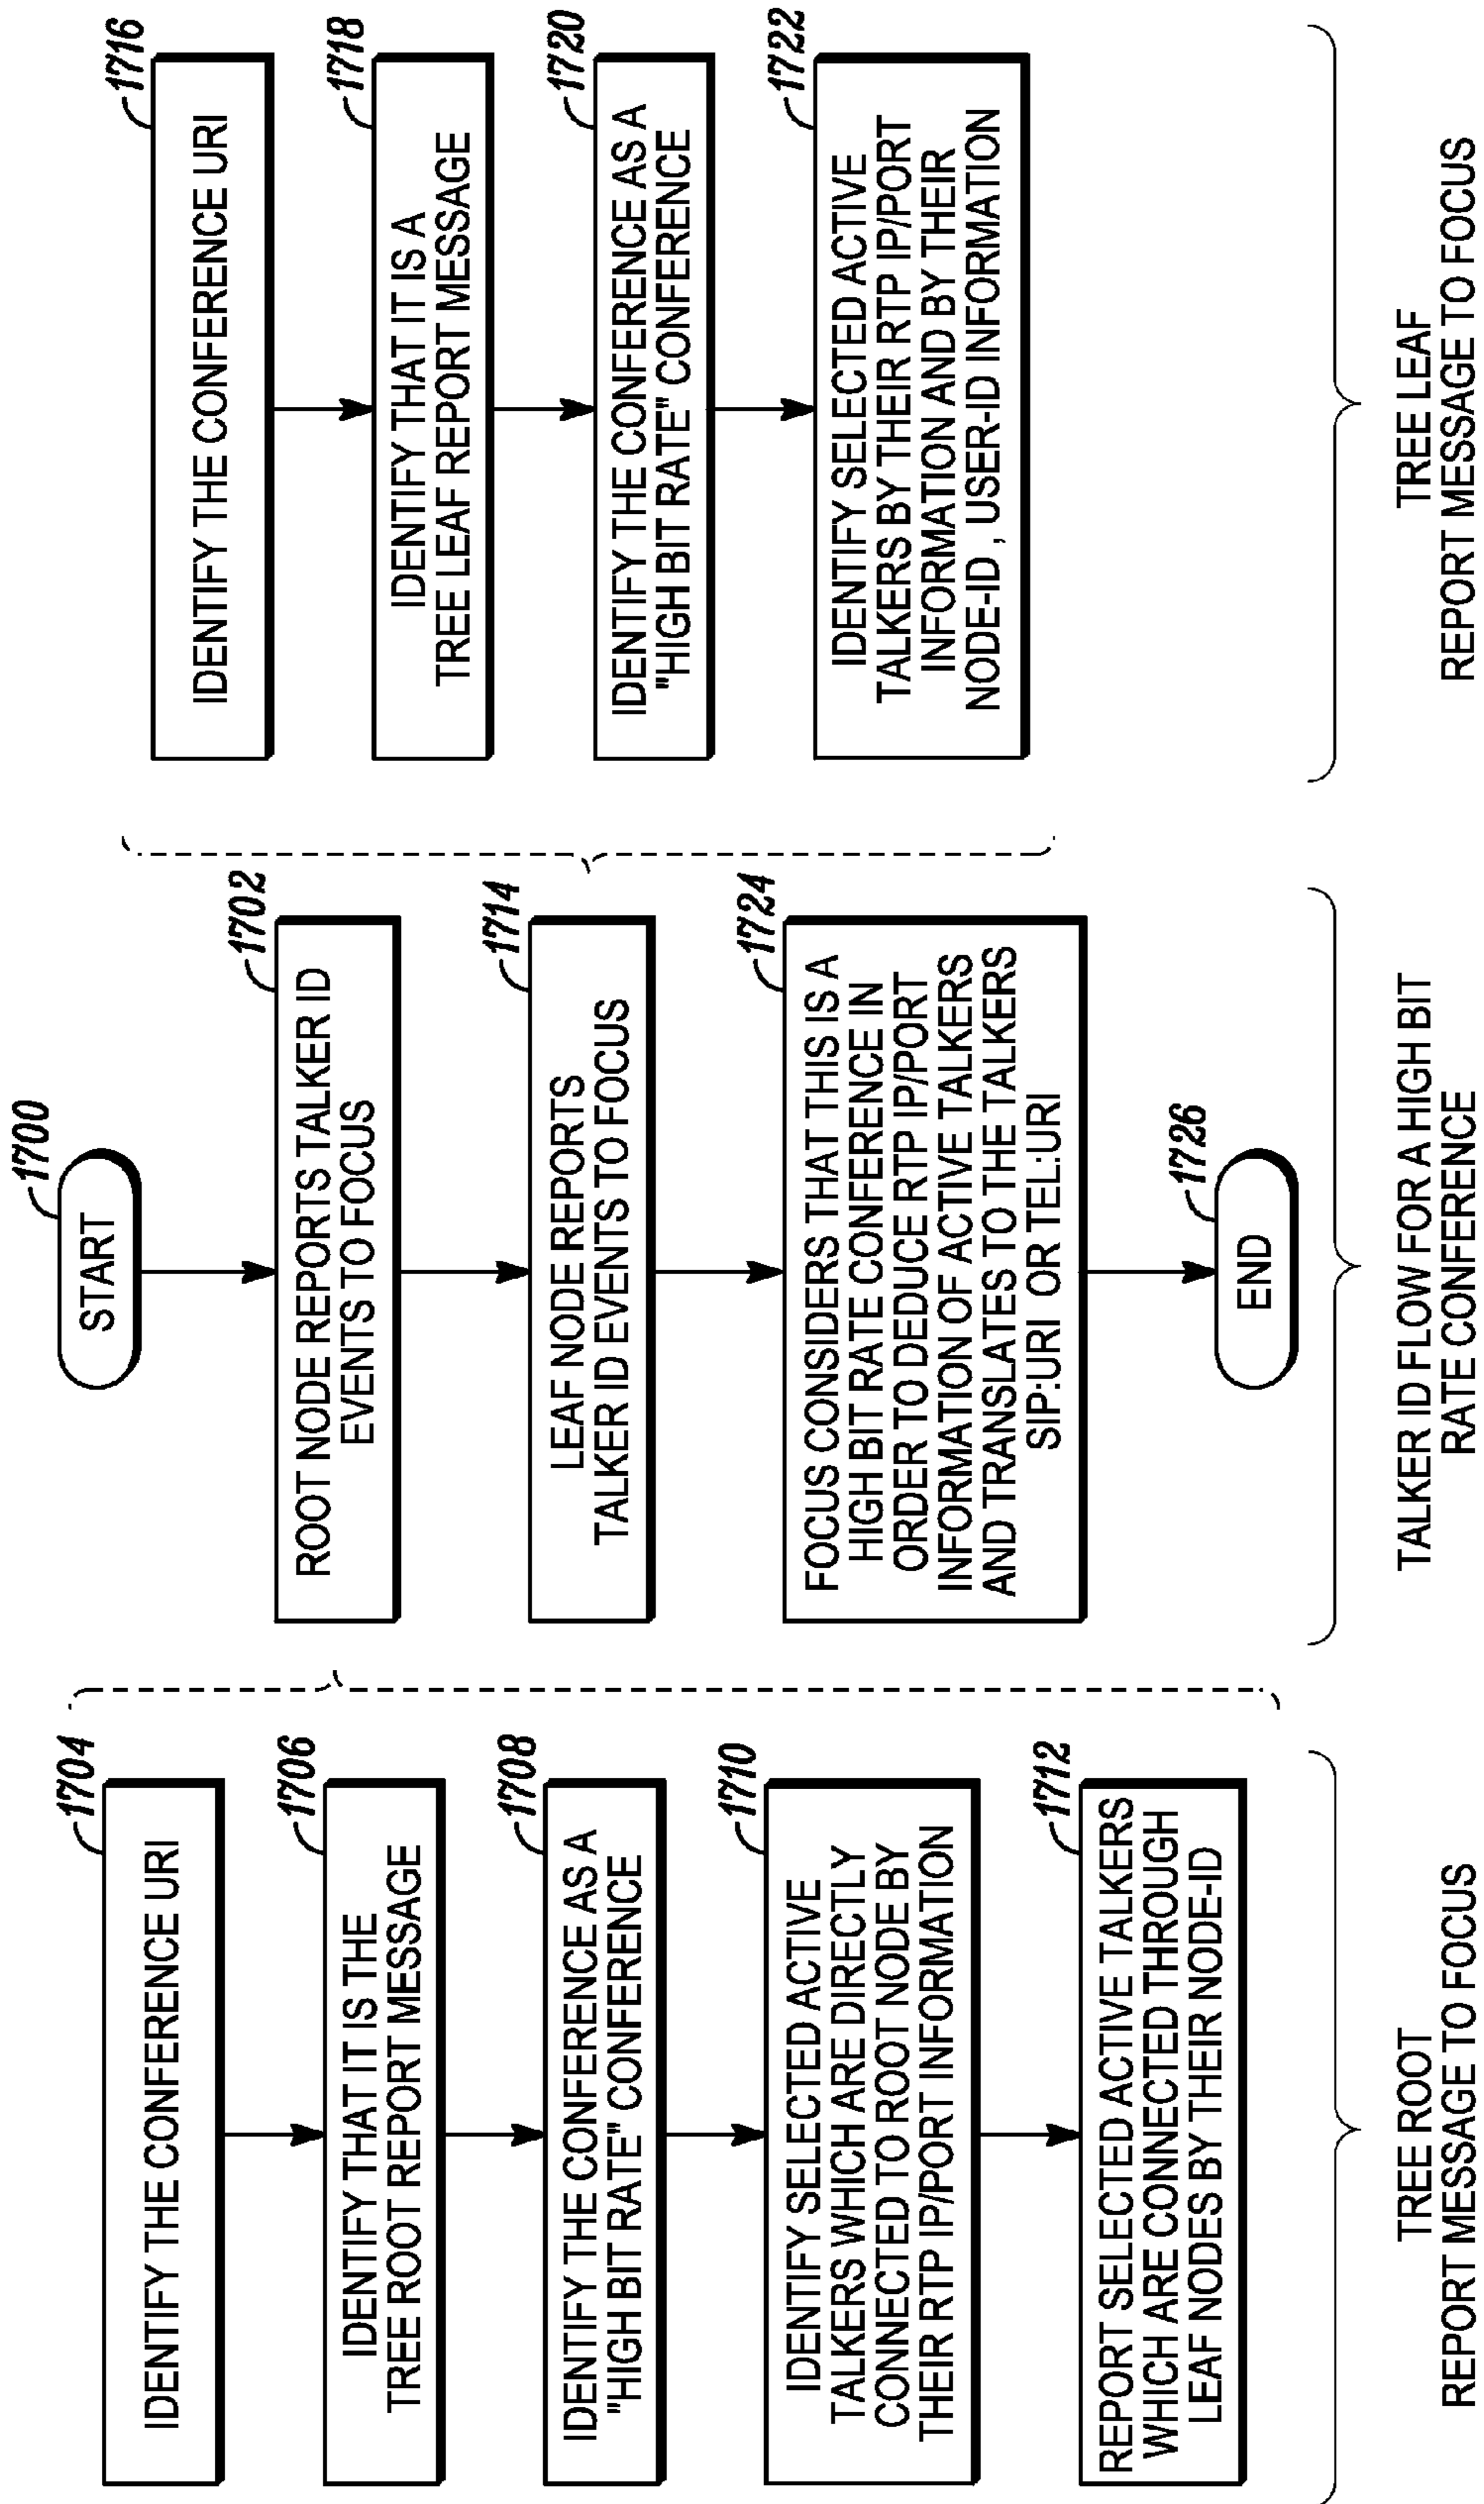 1704
IDENTIFY THE CONFERENCE URI
1706
IDENTIFY THAT IT IS THE
TREE ROOT REPORT MESSAGE
1708
IDENTIFY THE CONFERENCE AS A
"HIGH BIT RATE" CONFERENCE
1710
IDENTIFY SELECTED ACTIVE
TALKERS WHICH ARE DIRECTLY
CONNECTED TO ROOT NODE BY
THEIR RTP IP/PORT INFORMATION
1712
REPORT SELECTED ACTIVE TALKERS
WHICH ARE CONNECTED THROUGH
LEAF NODES BY THEIR NODE-ID
TREE ROOT
REPORT MESSAGE TO FOCUS
1700
START
1702
ROOT NODE REPORTS TALKER ID
EVENTS TO FOCUS
1714
LEAF NODE REPORTS
TALKER ID EVENTS TO FOCUS
1724
FOCUS CONSIDERS THAT THIS IS A
HIGH BIT RATE CONFERENCE IN
ORDER TO DEDUCE RTP IP/PORT
INFORMATION OF ACTIVE TALKERS
AND TRANSLATES TO THE TALKERS
SIP:URI OR TEL:URI
1726
END
TALKER ID FLOW FOR A HIGH BIT
RATE CONFERENCE
1716
IDENTIFY THE CONFERENCE URI
1718
IDENTIFY THAT IT IS A
TREE LEAF REPORT MESSAGE
1720
IDENTIFY THE CONFERENCE AS A
"HIGH BIT RATE" CONFERENCE
1722
IDENTIFY SELECTED ACTIVE
TALKERS BY THEIR RTP IP/PORT
INFORMATION AND BY THEIR
NODE-ID, USER-ID INFORMATION
TREE LEAF
REPORT MESSAGE TO FOCUS